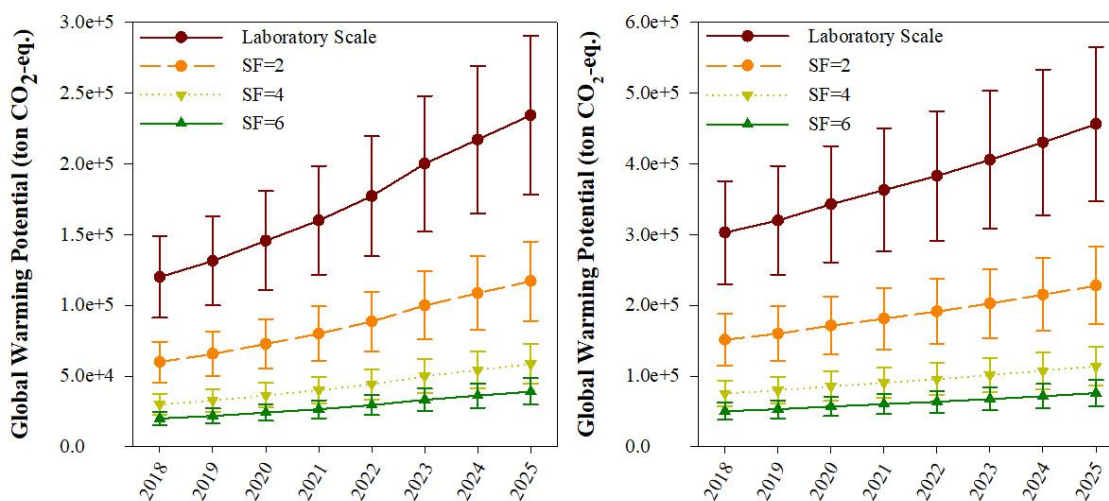 Global Warming Potential (ton CO2-eq.)
3.0e+5
2.5e+5
2.0e+5
1.5e+5
1.0e+5
5.0e+4
0.0
Laboratory Scale
SF=2
SF=4
SF=6
2018
2019
2020
2021
2022
2023
2024
2025
Global Warming Potential (ton CO2-eq.)
6.0e+5
5.0e+5
4.0e+5
3.0e+5
2.0e+5
1.0e+5
0.0
Laboratory Scale
SF=2
SF=4
SF=6
2018
2019
2020
2021
2022
2023
2024
2025